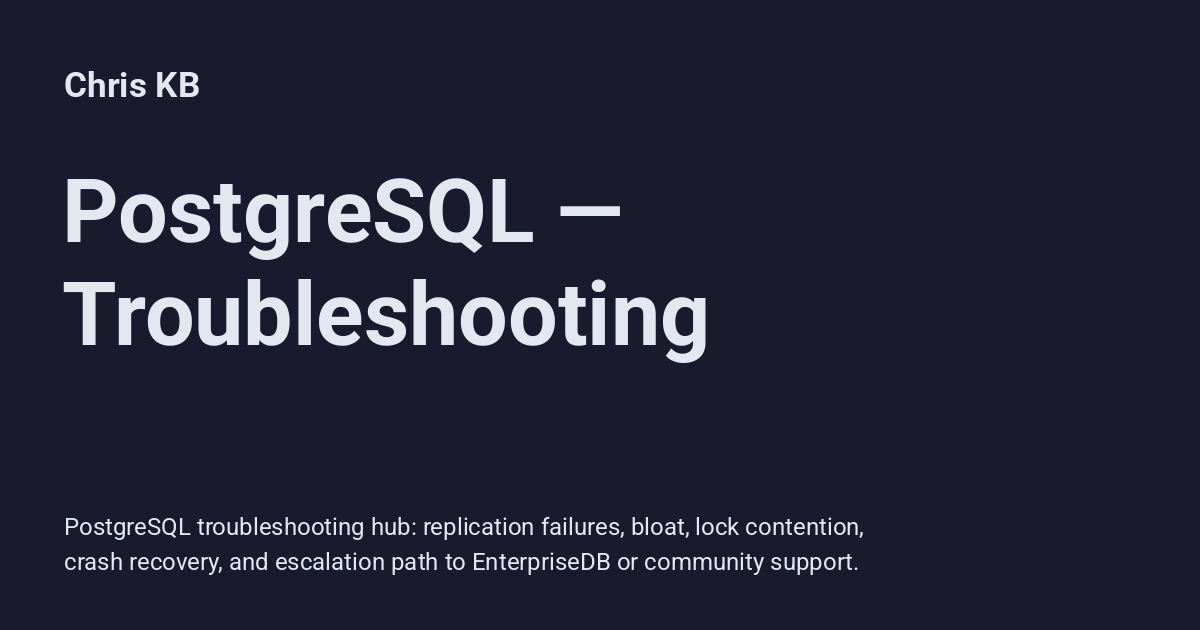 Chris KB
PostgreSQL —
Troubleshooting
PostgreSQL troubleshooting hub: replication failures, bloat, lock contention,
crash recovery, and escalation path to EnterpriseDB or community support.